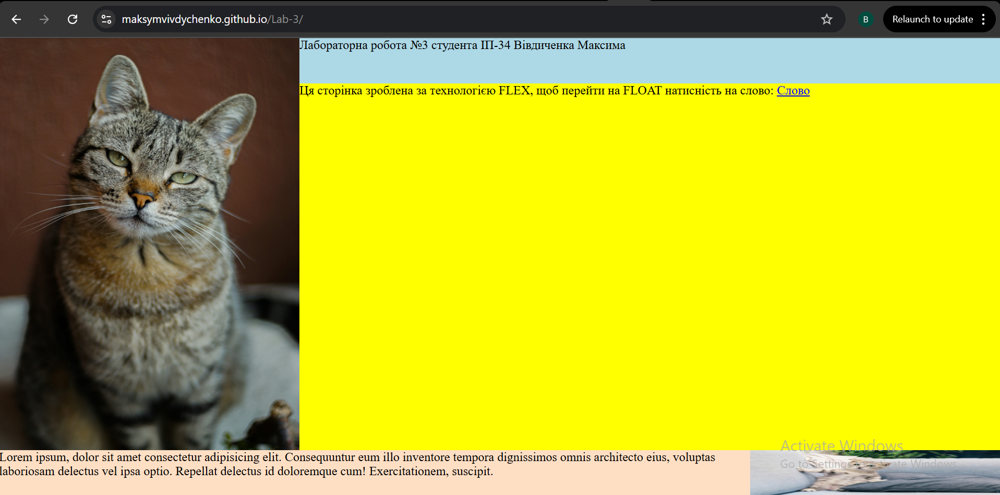 maksymvivdychenko.github.io/Lab-3/
B
Relaunch to update
Лабораторна робота №3 студента ІП-34 Вівдиченка Максима
Ця сторінка зроблена за технологією FLEX, щоб перейти на FLOAT натисність на слово: Слово
Activate Windows
Go to Settings to activate Windows.
Lorem ipsum, dolor sit amet consectetur adipisicing elit. Consequuntur eum illo inventore tempora dignissimos omnis architecto eius, voluptas
laboriosam delectus vel ipsa optio. Repellat delectus id doloremque cum! Exercitationem, suscipit.